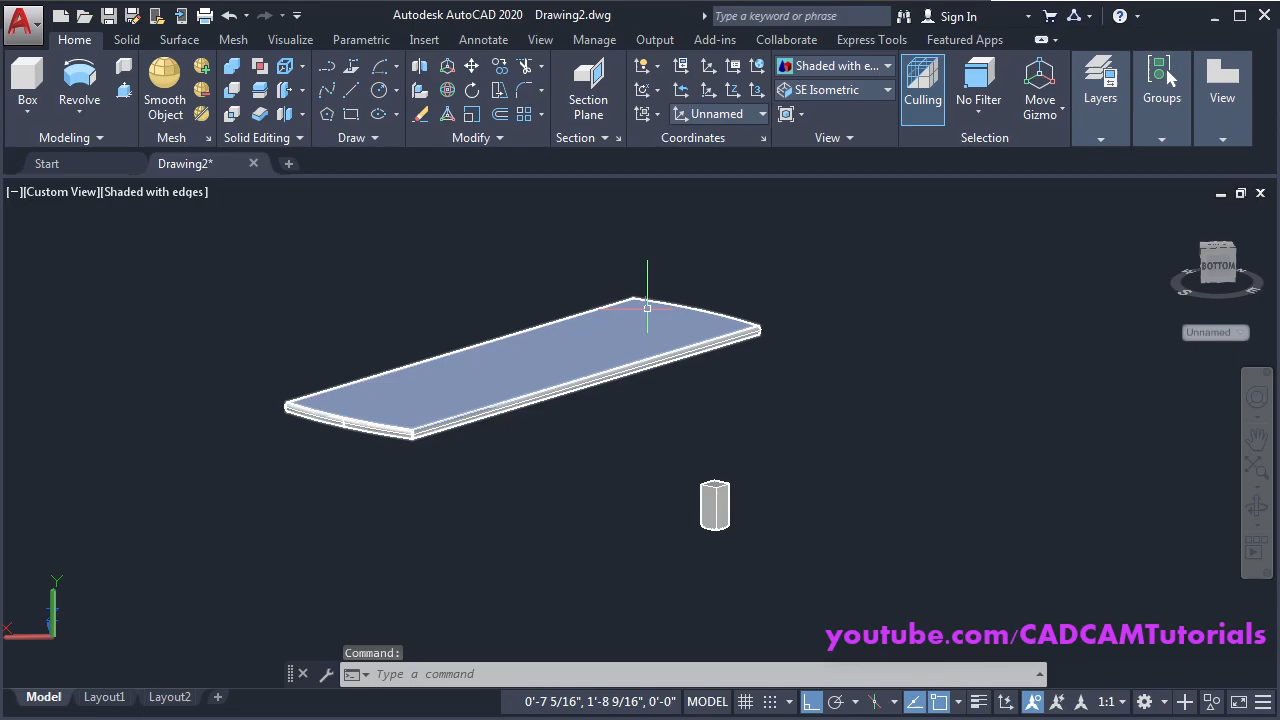 Autodesk AutoCAD 2020 Drawing2.dwg
Type a keyword or phrase
Sign In
Home Solid Surface Mesh Visualize Parametric Insert Annotate View Manage Output Add-ins Collaborate Express Tools Featured Apps
Box
Revolve
Smooth Object
Section Plane
Shaded with e...
SE Isometric
Unnamed
Culling
No Filter
Move Gizmo
Layers
Groups
View
Modeling Mesh Solid Editing Draw Modify Section Coordinates View Selection
Start Drawing2*
[−][Custom View][Shaded with edges]
BOTTOM
S E
Unnamed
Y
X
youtube.com/CADCAMTutorials
Command:
Type a command
Model Layout1 Layout2
0'-7 5/16", 1'-8 9/16", 0'-0" MODEL 1:1